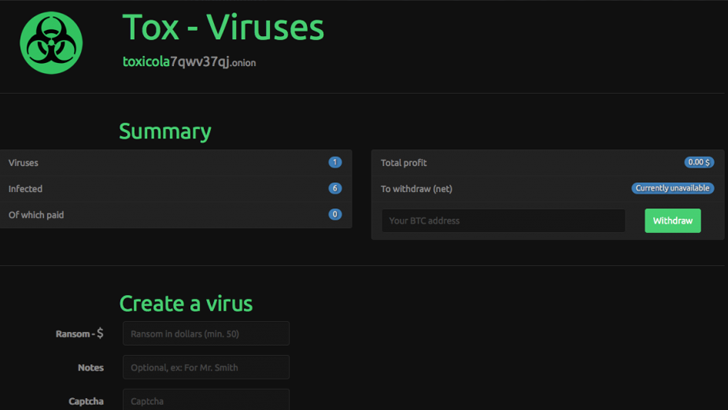 Tox - Viruses
toxicola7qwv37qj.onion
Summary
Viruses 1
Infected 6
Of which paid 0
Total profit 0.00 $
To withdraw (net) Currently unavailable
Your BTC address Withdraw
Create a virus
Ransom - $ Ransom in dollars (min. 50)
Notes Optional, ex: For Mr. Smith
Captcha Captcha